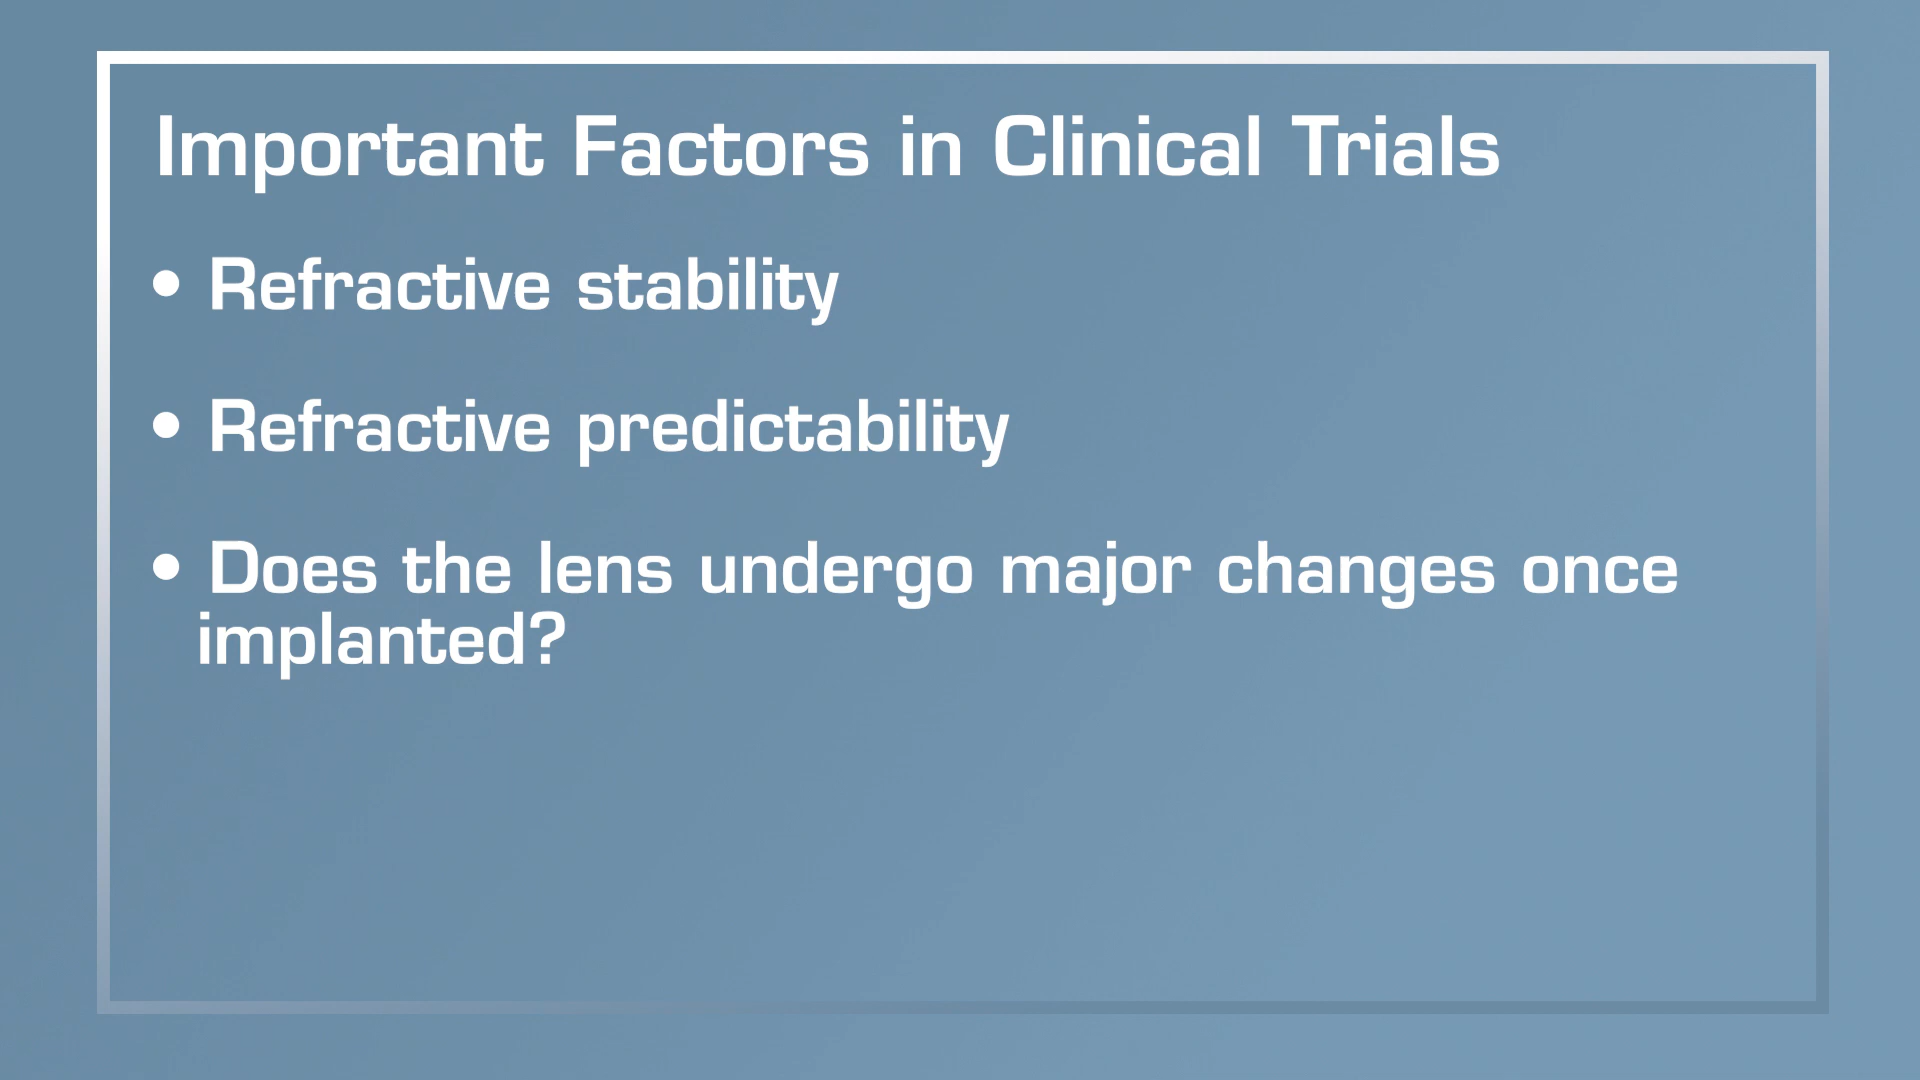 Important Factors in Clinical Trials
• Refractive stability
• Refractive predictability
• Does the lens undergo major changes once
implanted?